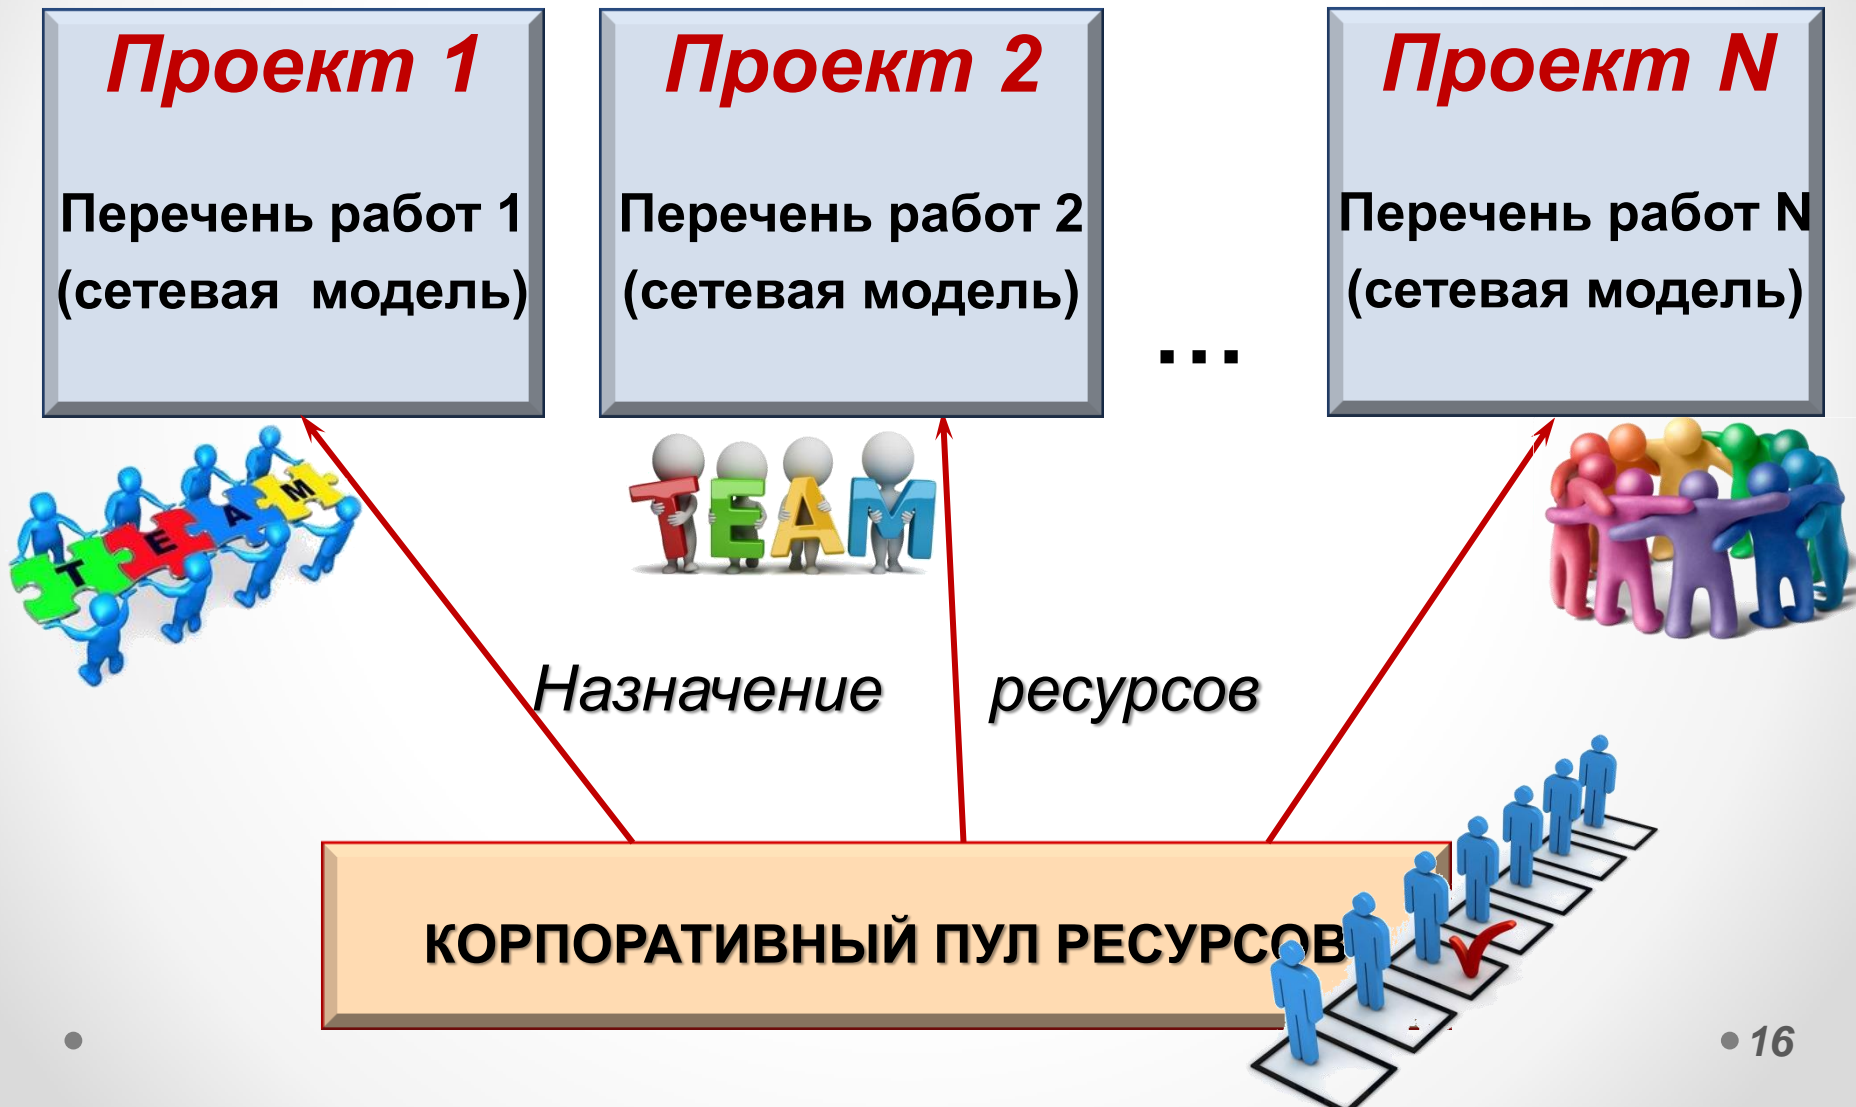 Проект 1
Перечень работ 1
(сетевая модель)
Проект 2
Перечень работ 2
(сетевая модель)
...
Проект N
Перечень работ N
(сетевая модель)
TEAM
TEAM
Назначение ресурсов
КОРПОРАТИВНЫЙ ПУЛ РЕСУРСОВ
16